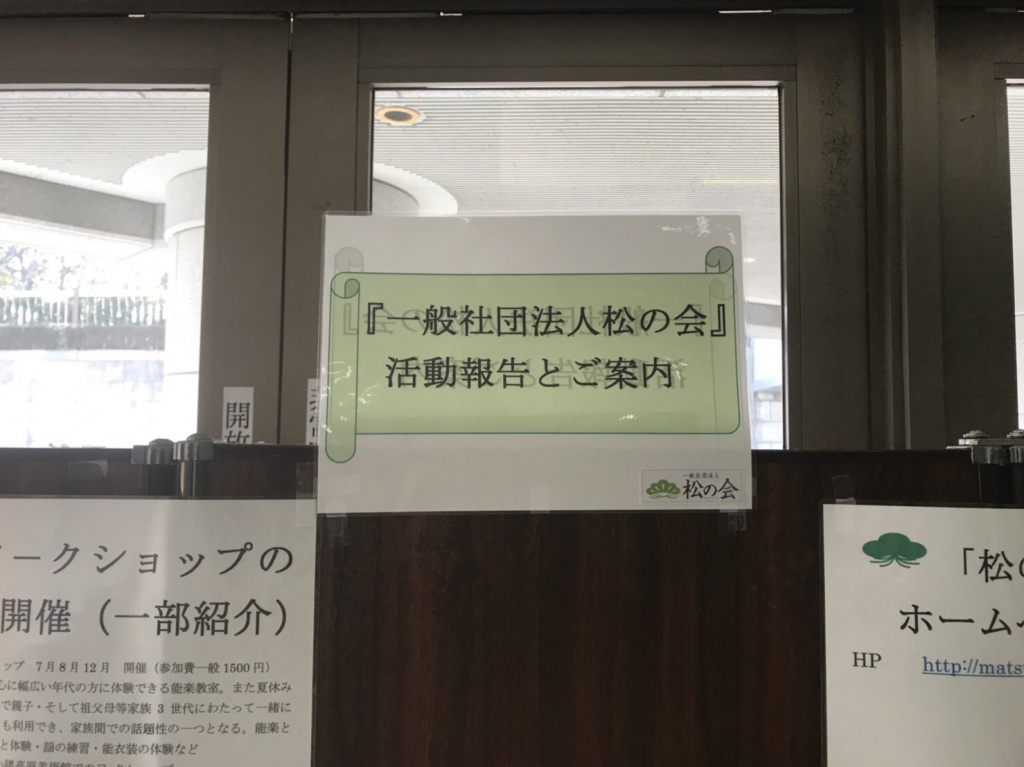 『一般社団法人松の会』
活動報告とご案内
一般社団法人
松の会
開放
ークショップの
開催（一部紹介）
ップ 7月8月12月 開催（参加費一般1500円）
心に幅広い年代の方に体験できる能楽教室。また夏休み
で親子・そして祖父母等家族3世代にわたって一緒に
も利用でき、家族間での話題性の一つとなる。能楽と
と体験・謡の練習・能衣装の体験など
「松の
ホーム
HP http://mats